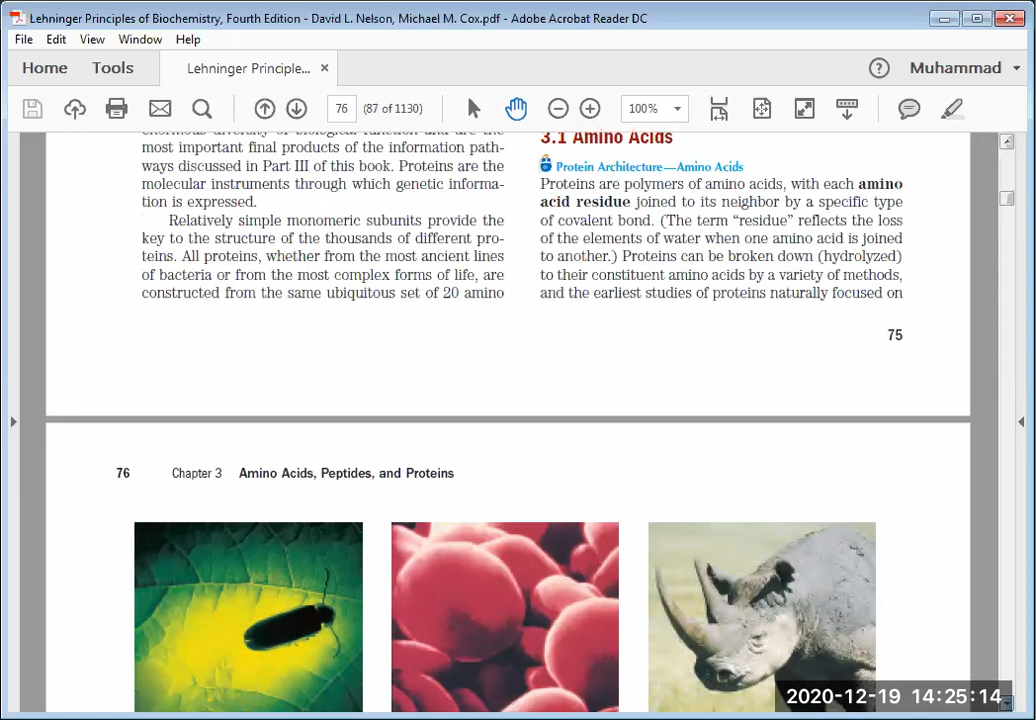 Lehninger Principles of Biochemistry, Fourth Edition - David L. Nelson, Michael M. Cox.pdf - Adobe Acrobat Reader DC
File Edit View Window Help
Home Tools Lehninger Principle... × ? Muhammad
76 (87 of 1130) 100%
enormous diversity of biological function and are the
most important final products of the information path-
ways discussed in Part III of this book. Proteins are the
molecular instruments through which genetic informa-
tion is expressed.
Relatively simple monomeric subunits provide the
key to the structure of the thousands of different pro-
teins. All proteins, whether from the most ancient lines
of bacteria or from the most complex forms of life, are
constructed from the same ubiquitous set of 20 amino
3.1 Amino Acids
Protein Architecture—Amino Acids
Proteins are polymers of amino acids, with each amino
acid residue joined to its neighbor by a specific type
of covalent bond. (The term “residue” reflects the loss
of the elements of water when one amino acid is joined
to another.) Proteins can be broken down (hydrolyzed)
to their constituent amino acids by a variety of methods,
and the earliest studies of proteins naturally focused on
75
76 Chapter 3 Amino Acids, Peptides, and Proteins
2020-12-19 14:25:14